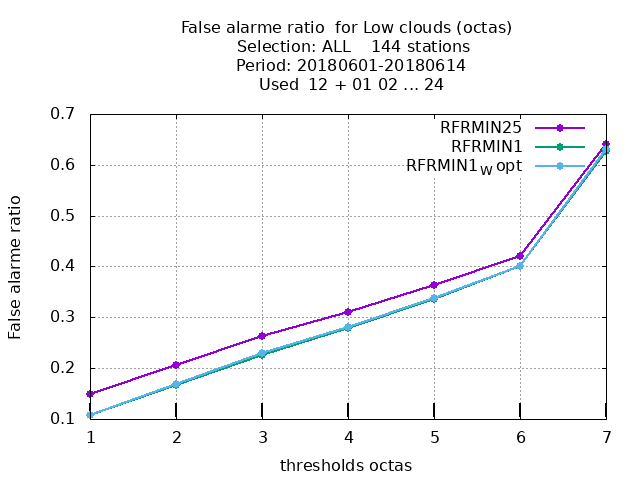 False alarme ratio  for Low clouds (octas)
Selection: ALL    144 stations
Period: 20180601-20180614
Used  12 + 01 02 ... 24
RFRMIN25
RFRMIN1
RFRMIN1W opt
False alarme ratio
0.7
0.6
0.5
0.4
0.3
0.2
0.1
1 2 3 4 5 6 7
thresholds octas